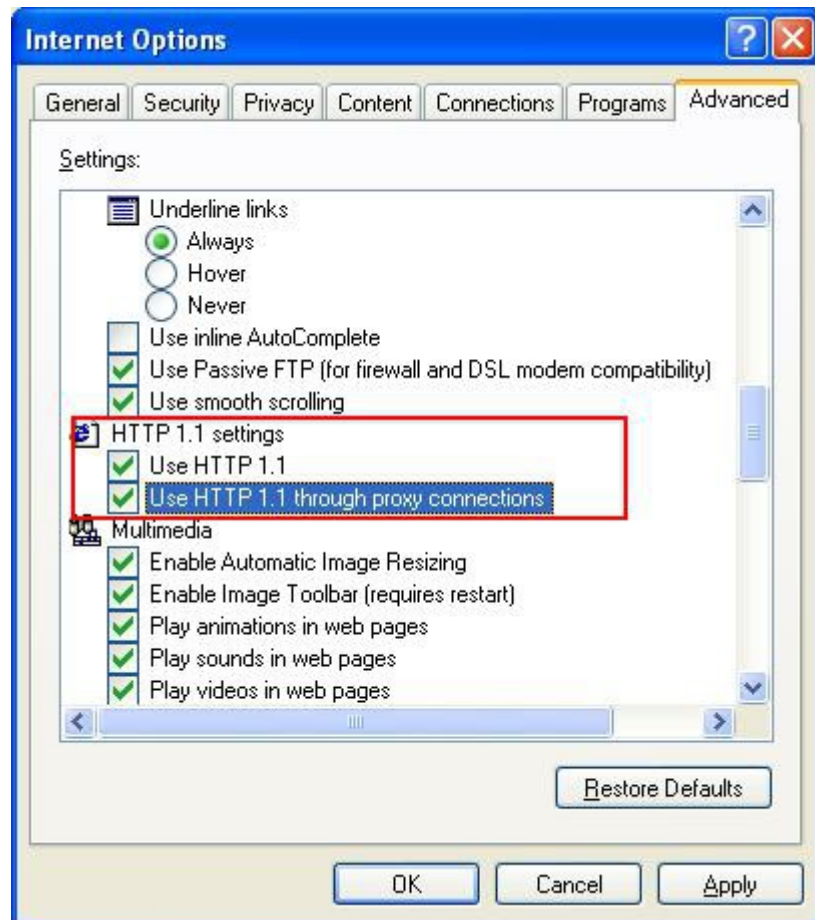 Internet Options
General Security Privacy Content Connections Programs Advanced
Settings:
Underline links
Always
Hover
Never
Use inline AutoComplete
Use Passive FTP (for firewall and DSL modem compatibility)
Use smooth scrolling
HTTP 1.1 settings
Use HTTP 1.1
Use HTTP 1.1 through proxy connections
Multimedia
Enable Automatic Image Resizing
Enable Image Toolbar (requires restart)
Play animations in web pages
Play sounds in web pages
Play videos in web pages
Restore Defaults
OK Cancel Apply